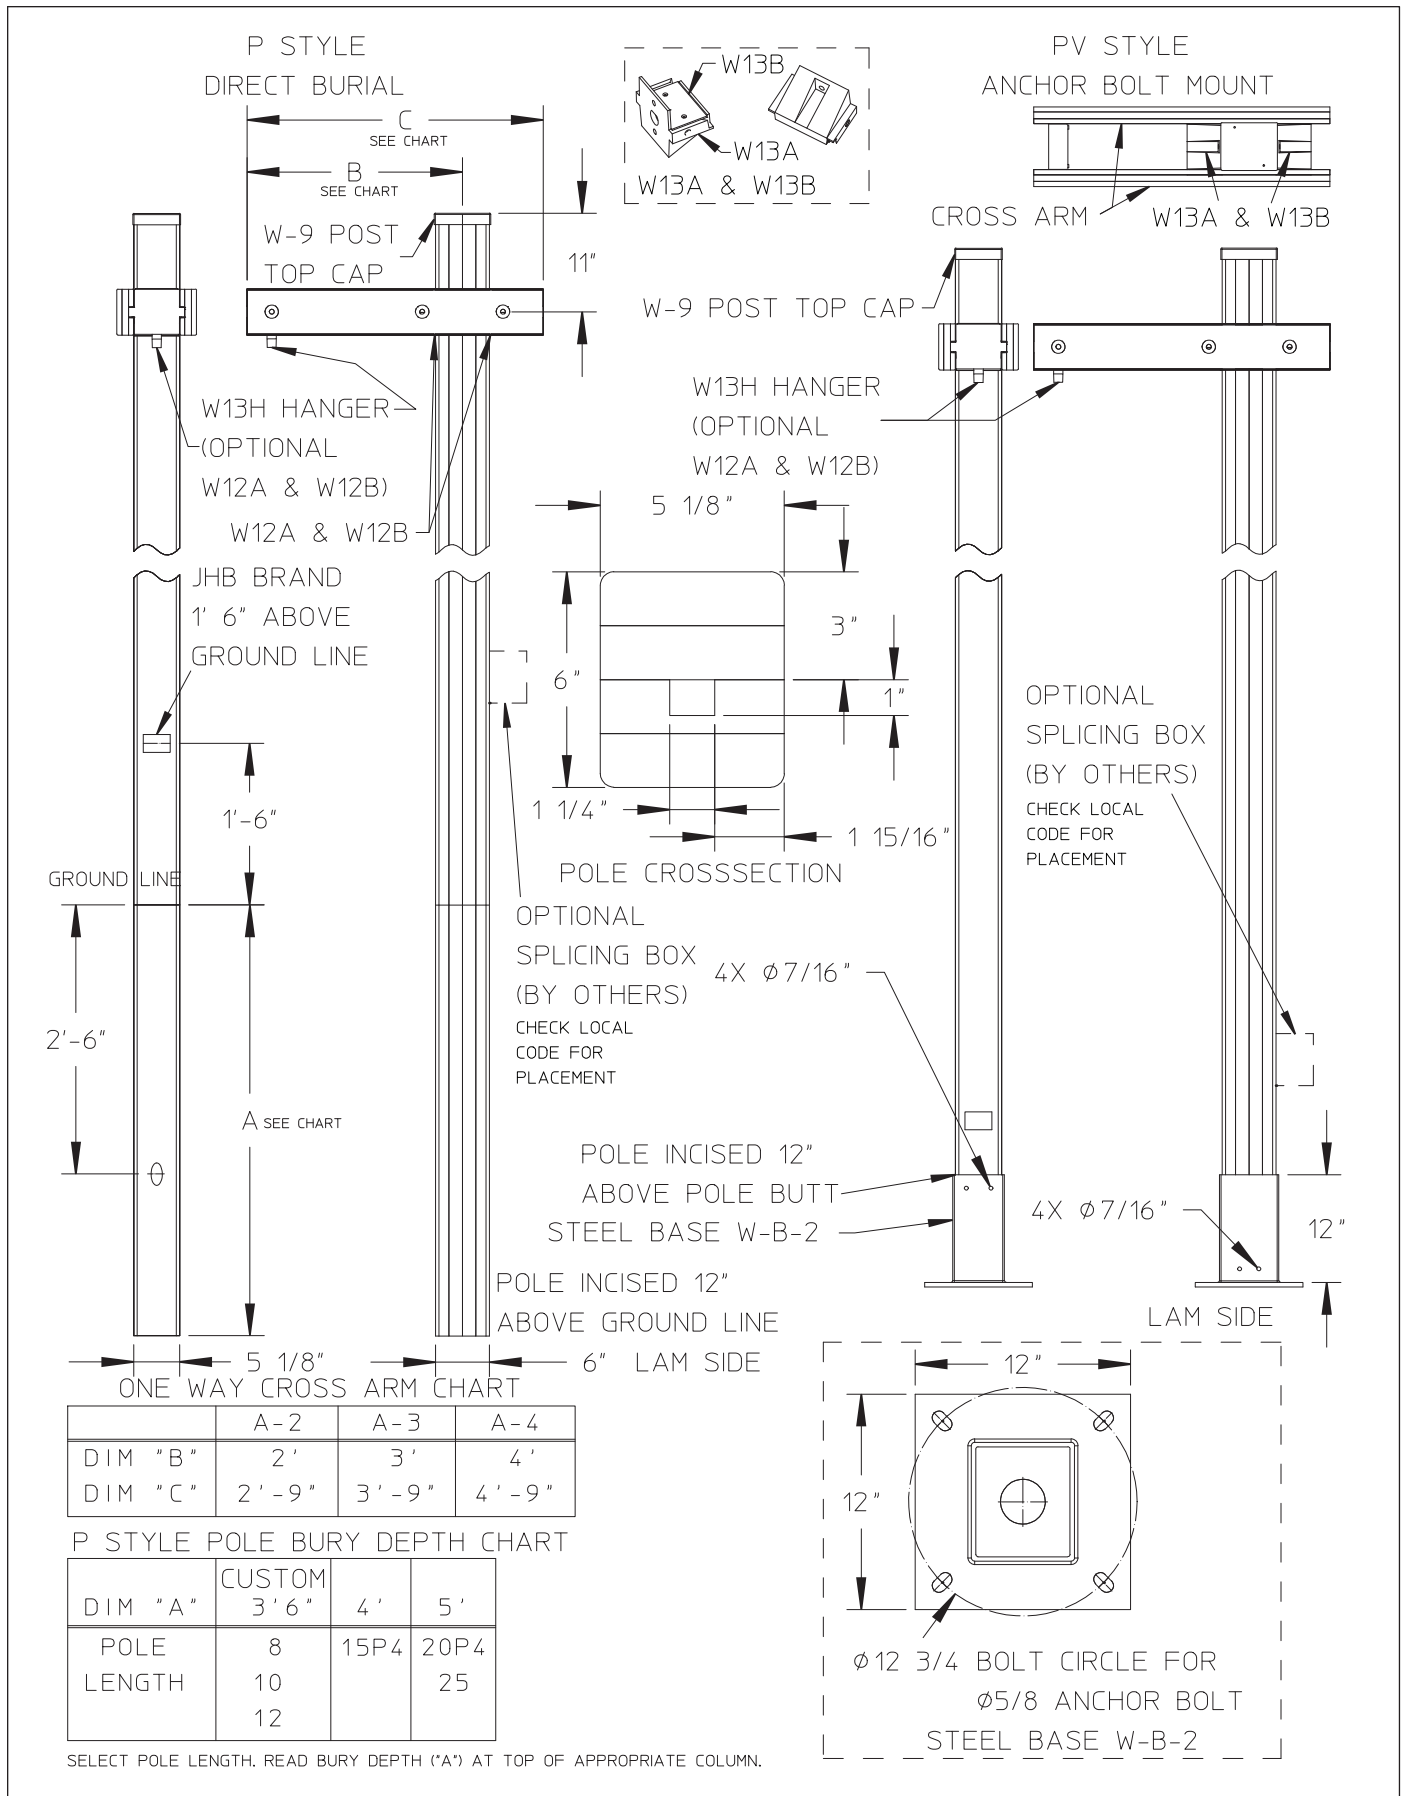 P STYLE
DIRECT BURIAL
C
SEE CHART
B
SEE CHART
W-9 POST
TOP CAP
11"
W13H HANGER
(OPTIONAL
W12A & W12B)
W12A & W12B
JHB BRAND
1' 6" ABOVE
GROUND LINE
1'-6"
GROUND LINE
2'-6"
A SEE CHART
5 1/8"
6" LAM SIDE
W13B
W13A
W13A & W13B
PV STYLE
ANCHOR BOLT MOUNT
CROSS ARM
W13A & W13B
W-9 POST TOP CAP
W13H HANGER
(OPTIONAL
W12A & W12B)
5 1/8"
3"
6"
1"
1 1/4"
1 15/16"
POLE CROSSSECTION
OPTIONAL
SPLICING BOX
(BY OTHERS)
CHECK LOCAL
CODE FOR
PLACEMENT
OPTIONAL
SPLICING BOX
(BY OTHERS)
CHECK LOCAL
CODE FOR
PLACEMENT
4X ⌀7/16"
POLE INCISED 12"
ABOVE POLE BUTT
STEEL BASE W-B-2
4X ⌀7/16"
12"
POLE INCISED 12"
ABOVE GROUND LINE
LAM SIDE
ONE WAY CROSS ARM CHART
A-2 A-3 A-4
DIM "B" 2' 3' 4'
DIM "C" 2'-9" 3'-9" 4'-9"
P STYLE POLE BURY DEPTH CHART
CUSTOM
DIM "A" 3'6" 4' 5'
POLE 8 15P4 20P4
LENGTH 10 25
12
SELECT POLE LENGTH. READ BURY DEPTH ("A") AT TOP OF APPROPRIATE COLUMN.
12"
12"
⌀12 3/4 BOLT CIRCLE FOR
⌀5/8 ANCHOR BOLT
STEEL BASE W-B-2